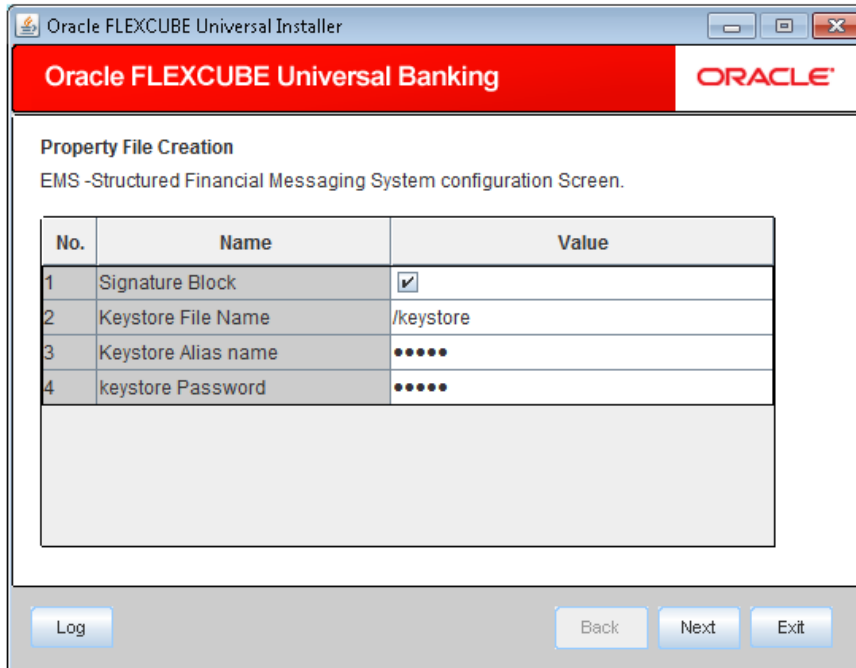 Oracle FLEXCUBE Universal Installer
Oracle FLEXCUBE Universal Banking
ORACLE®
Property File Creation
EMS -Structured Financial Messaging System configuration Screen.
No. Name Value
1 Signature Block
2 Keystore File Name /keystore
3 Keystore Alias name •••••
4 keystore Password •••••
Log Back Next Exit